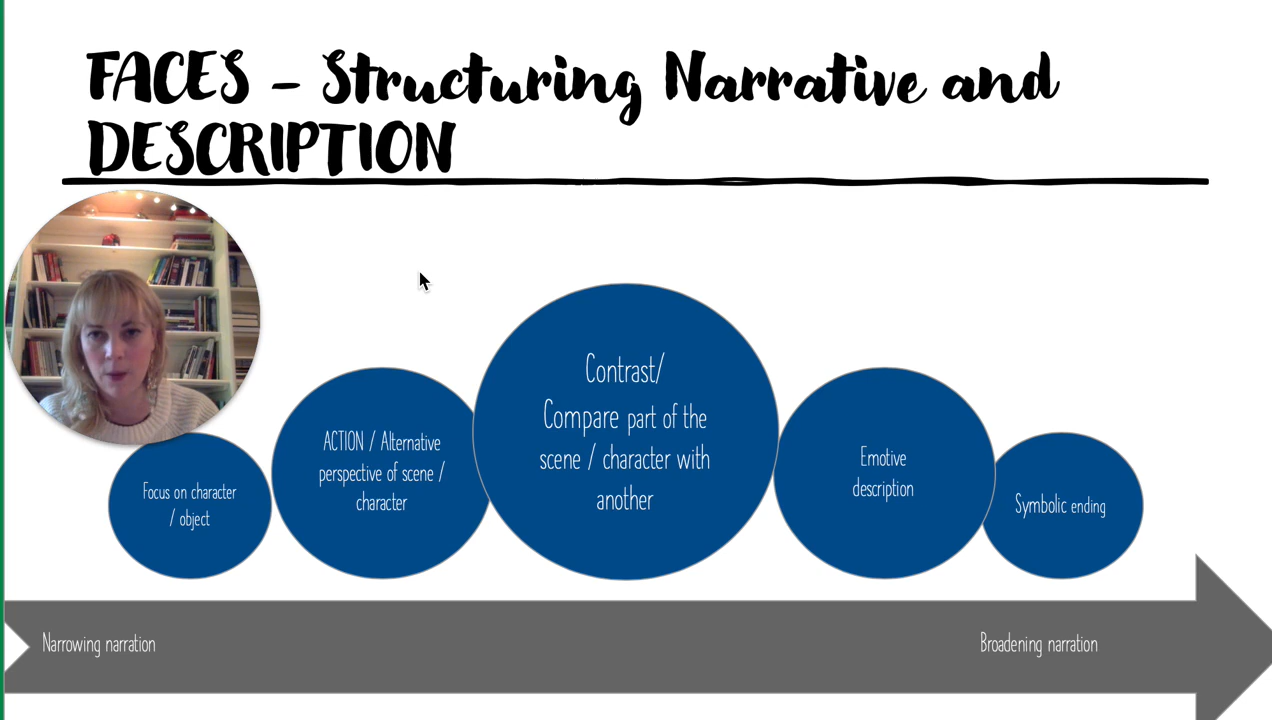 FACES - Structuring Narrative and
DESCRIPTION
Focus on character
/ object
ACTION / Alternative
perspective of scene /
character
Contrast/
Compare part of the
scene / character with
another
Emotive
description
Symbolic ending
Narrowing narration
Broadening narration